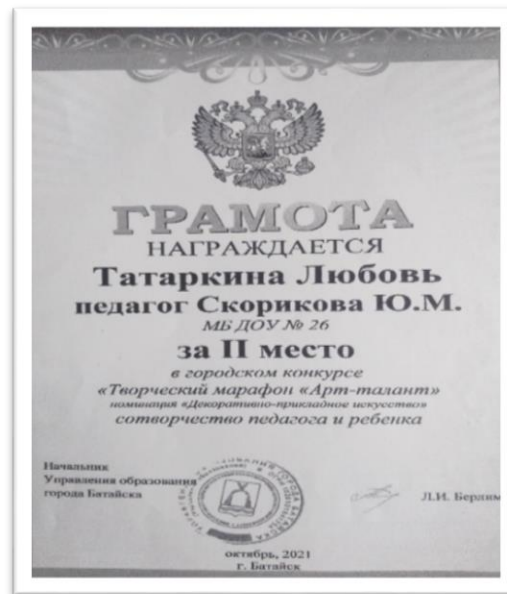 ГРАМОТА
НАГРАЖДАЕТСЯ
Татаркина Любовь
педагог Скорикова Ю.М.
МБ ДОУ № 26
за II место
в городском конкурсе
«Творческий марафон «Арт-талант»
номинация «Декоративно-прикладное искусство»
сотворчество педагога и ребенка
Начальник
Управления образования
города Батайска
Л.И. Берлим
октябрь, 2021
г. Батайск